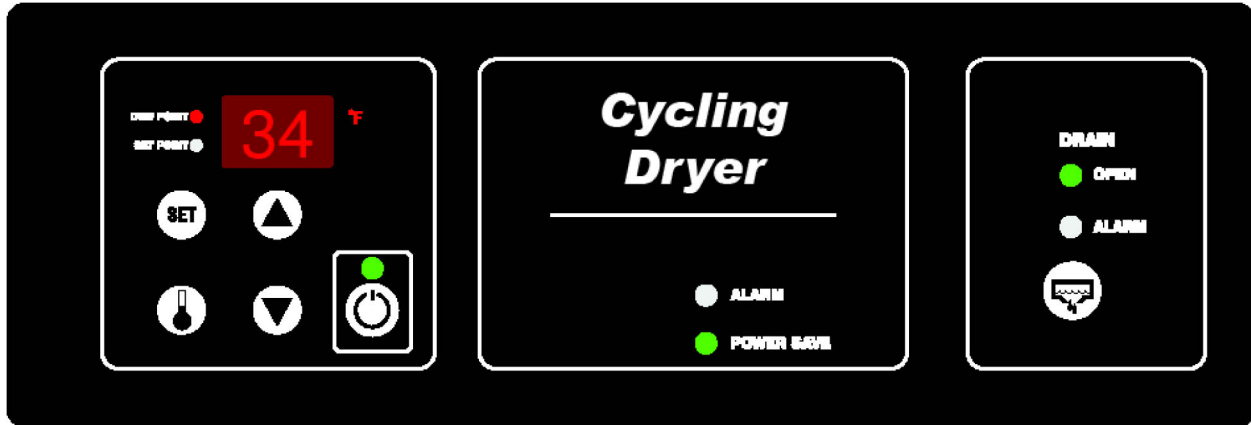 DEW POINT
34 °F
SET POINT
SET
Cycling
Dryer
ALARM
POWER SAVE
DRAIN
OPEN
ALARM